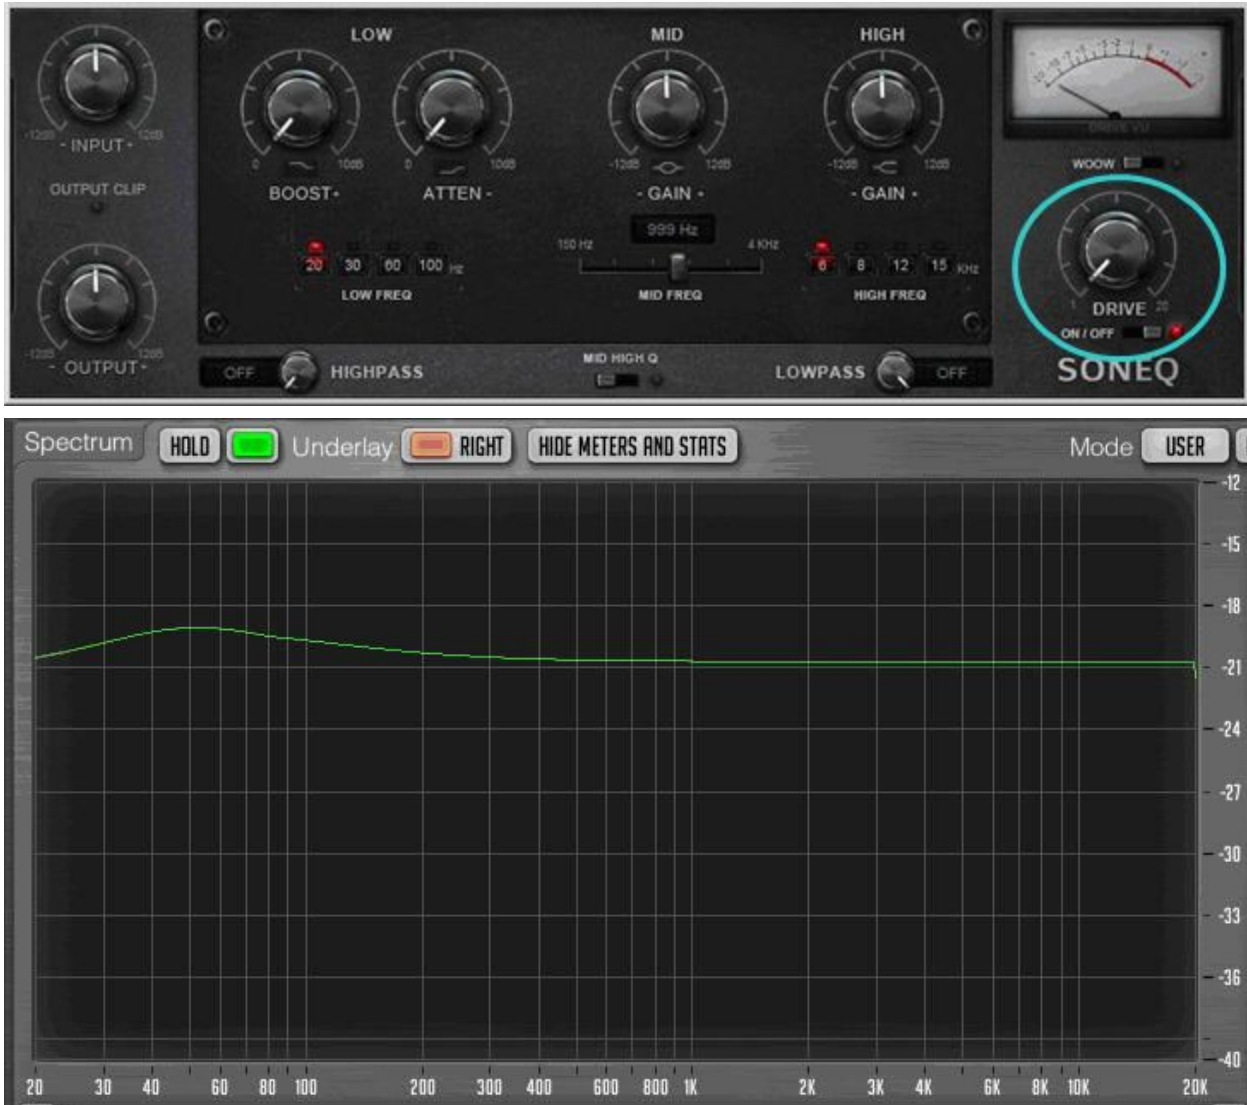 LOW MID HIGH
-12dB 12dB
- INPUT +
0 10dB 0 10dB -12dB 12dB -12dB 12dB
DRIVE VU
WOOW
OUTPUT CLIP
BOOST+ ATTEN - - GAIN + - GAIN +
999 Hz
150 HZ 4 KHz
20 30 60 100 Hz
6 8 12 15 KHz
LOW FREQ MID FREQ HIGH FREQ
1 20
DRIVE
ON / OFF
-12dB 12dB
- OUTPUT+
OFF HIGHPASS
MID HIGH Q
LOWPASS OFF
SONEQ
Spectrum HOLD Underlay RIGHT HIDE METERS AND STATS Mode USER
-12
-15
-18
-21
-24
-27
-30
-33
-36
-40
20 30 40 60 80 100 200 300 400 600 800 1K 2K 3K 4K 6K 8K 10K 20K